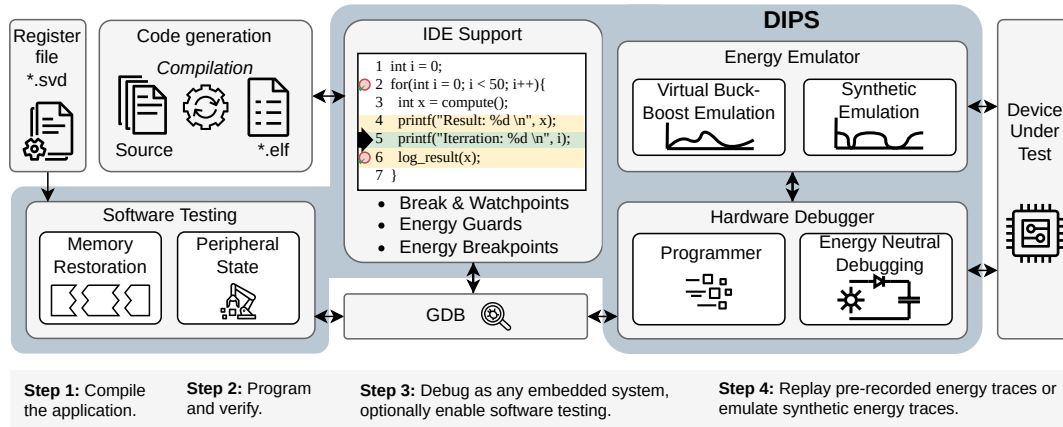 DIPS
Register
file
*.svd
Code generation
Compilation
Source
*.elf
IDE Support
1 int i = 0;
2 for(int i = 0; i < 50; i++){
3 int x = compute();
4 printf("Result: %d \n", x);
5 printf("Iterration: %d \n", i);
6 log_result(x);
7 }
• Break & Watchpoints
• Energy Guards
• Energy Breakpoints
Energy Emulator
Virtual Buck-
Boost Emulation
Synthetic
Emulation
Device
Under
Test
Software Testing
Memory
Restoration
Peripheral
State
GDB
Hardware Debugger
Programmer
Energy Neutral
Debugging
Step 1: Compile
the application.
Step 2: Program
and verify.
Step 3: Debug as any embedded system,
optionally enable software testing.
Step 4: Replay pre-recorded energy traces or
emulate synthetic energy traces.